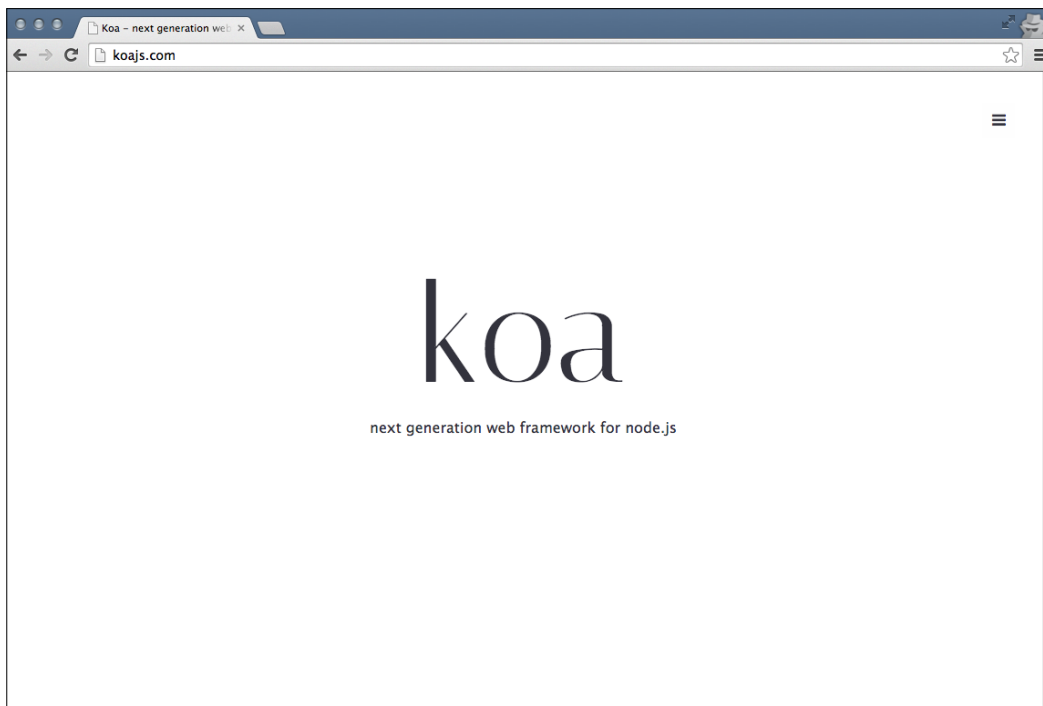 Koa – next generation web
koajs.com
koa
next generation web framework for node.js